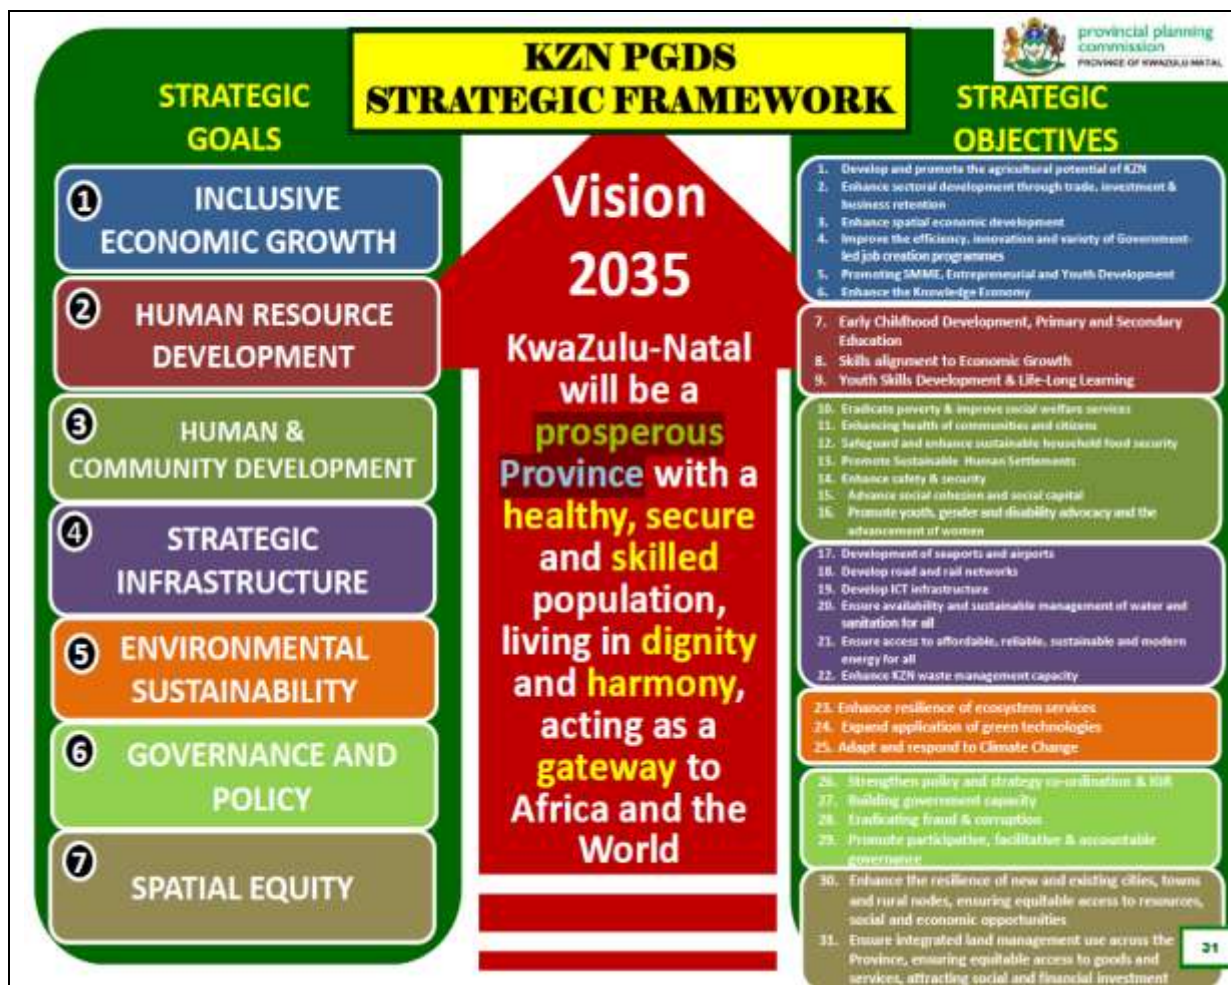 KZN PGDS
STRATEGIC FRAMEWORK
provincial planning
commission
PROVINCE OF KWAZULU-NATAL
STRATEGIC
GOALS
1
INCLUSIVE
ECONOMIC GROWTH
2
HUMAN RESOURCE
DEVELOPMENT
3
HUMAN &
COMMUNITY DEVELOPMENT
4
STRATEGIC
INFRASTRUCTURE
5
ENVIRONMENTAL
SUSTAINABILITY
6
GOVERNANCE AND
POLICY
7
SPATIAL EQUITY
Vision
2035
KwaZulu-Natal
will be a
prosperous
Province with a
healthy, secure
and skilled
population,
living in dignity
and harmony,
acting as a
gateway to
Africa and the
World
STRATEGIC
OBJECTIVES
1. Develop and promote the agricultural potential of KZN
2. Enhance sectoral development through trade, investment &
business retention
3. Enhance spatial economic development
4. Improve the efficiency, innovation and variety of Government-
led job creation programmes
5. Promoting SMME, Entrepreneurial and Youth Development
6. Enhance the Knowledge Economy
7. Early Childhood Development, Primary and Secondary
Education
8. Skills alignment to Economic Growth
9. Youth Skills Development & Life-Long Learning
10. Eradicate poverty & improve social welfare services
11. Enhancing health of communities and citizens
12. Safeguard and enhance sustainable household food security
13. Promote Sustainable Human Settlements
14. Enhance safety & security
15. Advance social cohesion and social capital
16. Promote youth, gender and disability advocacy and the
advancement of women
17. Development of seaports and airports
18. Develop road and rail networks
19. Develop ICT infrastructure
20. Ensure availability and sustainable management of water and
sanitation for all
21. Ensure access to affordable, reliable, sustainable and modern
energy for all
22. Enhance KZN waste management capacity
23. Enhance resilience of ecosystem services
24. Expand application of green technologies
25. Adapt and respond to Climate Change
26. Strengthen policy and strategy co-ordination & IGR
27. Building government capacity
28. Eradicating fraud & corruption
29. Promote participative, facilitative & accountable
governance
30. Enhance the resilience of new and existing cities, towns
and rural nodes, ensuring equitable access to resources,
social and economic opportunities
31. Ensure integrated land management use across the
Province, ensuring equitable access to goods and
services, attracting social and financial investment
31